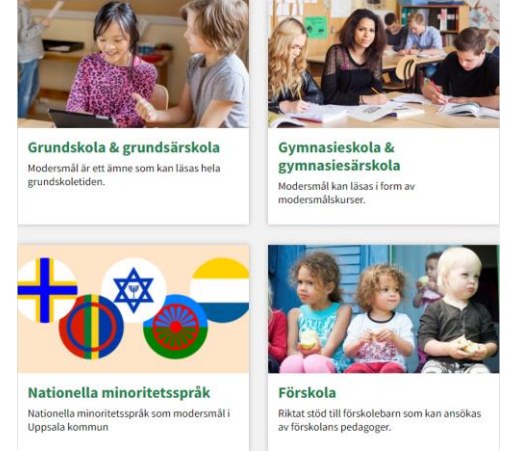 Grundskola & grundsärskola
Modersmål är ett ämne som kan läsas hela
grundskoletiden.
Gymnasieskola &
gymnasiesärskola
Modersmål kan läsas i form av
modersmålskurser.
Nationella minoritetsspråk
Nationella minoritetsspråk som modersmål i
Uppsala kommun
Förskola
Riktat stöd till förskolebarn som kan ansökas
av förskolans pedagoger.